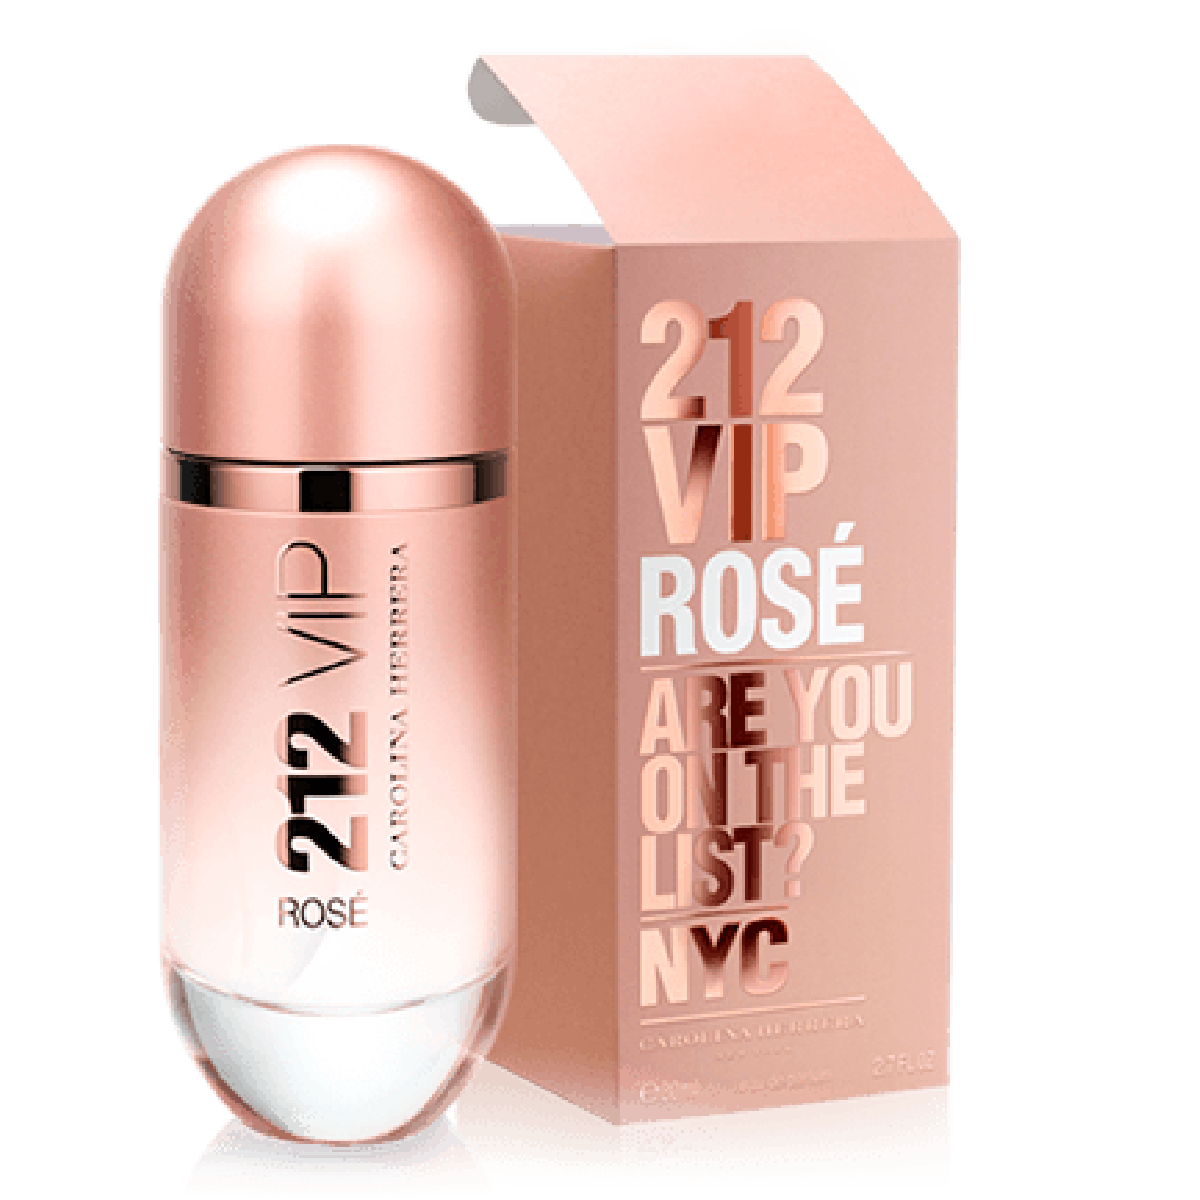 212 VIP
CAROLINA HERRERA
ROSÉ
212
VIP
ROSÉ
ARE YOU
ON THE
LIST?
NYC
CAROLINA HERRERA
2.7 FL.OZ